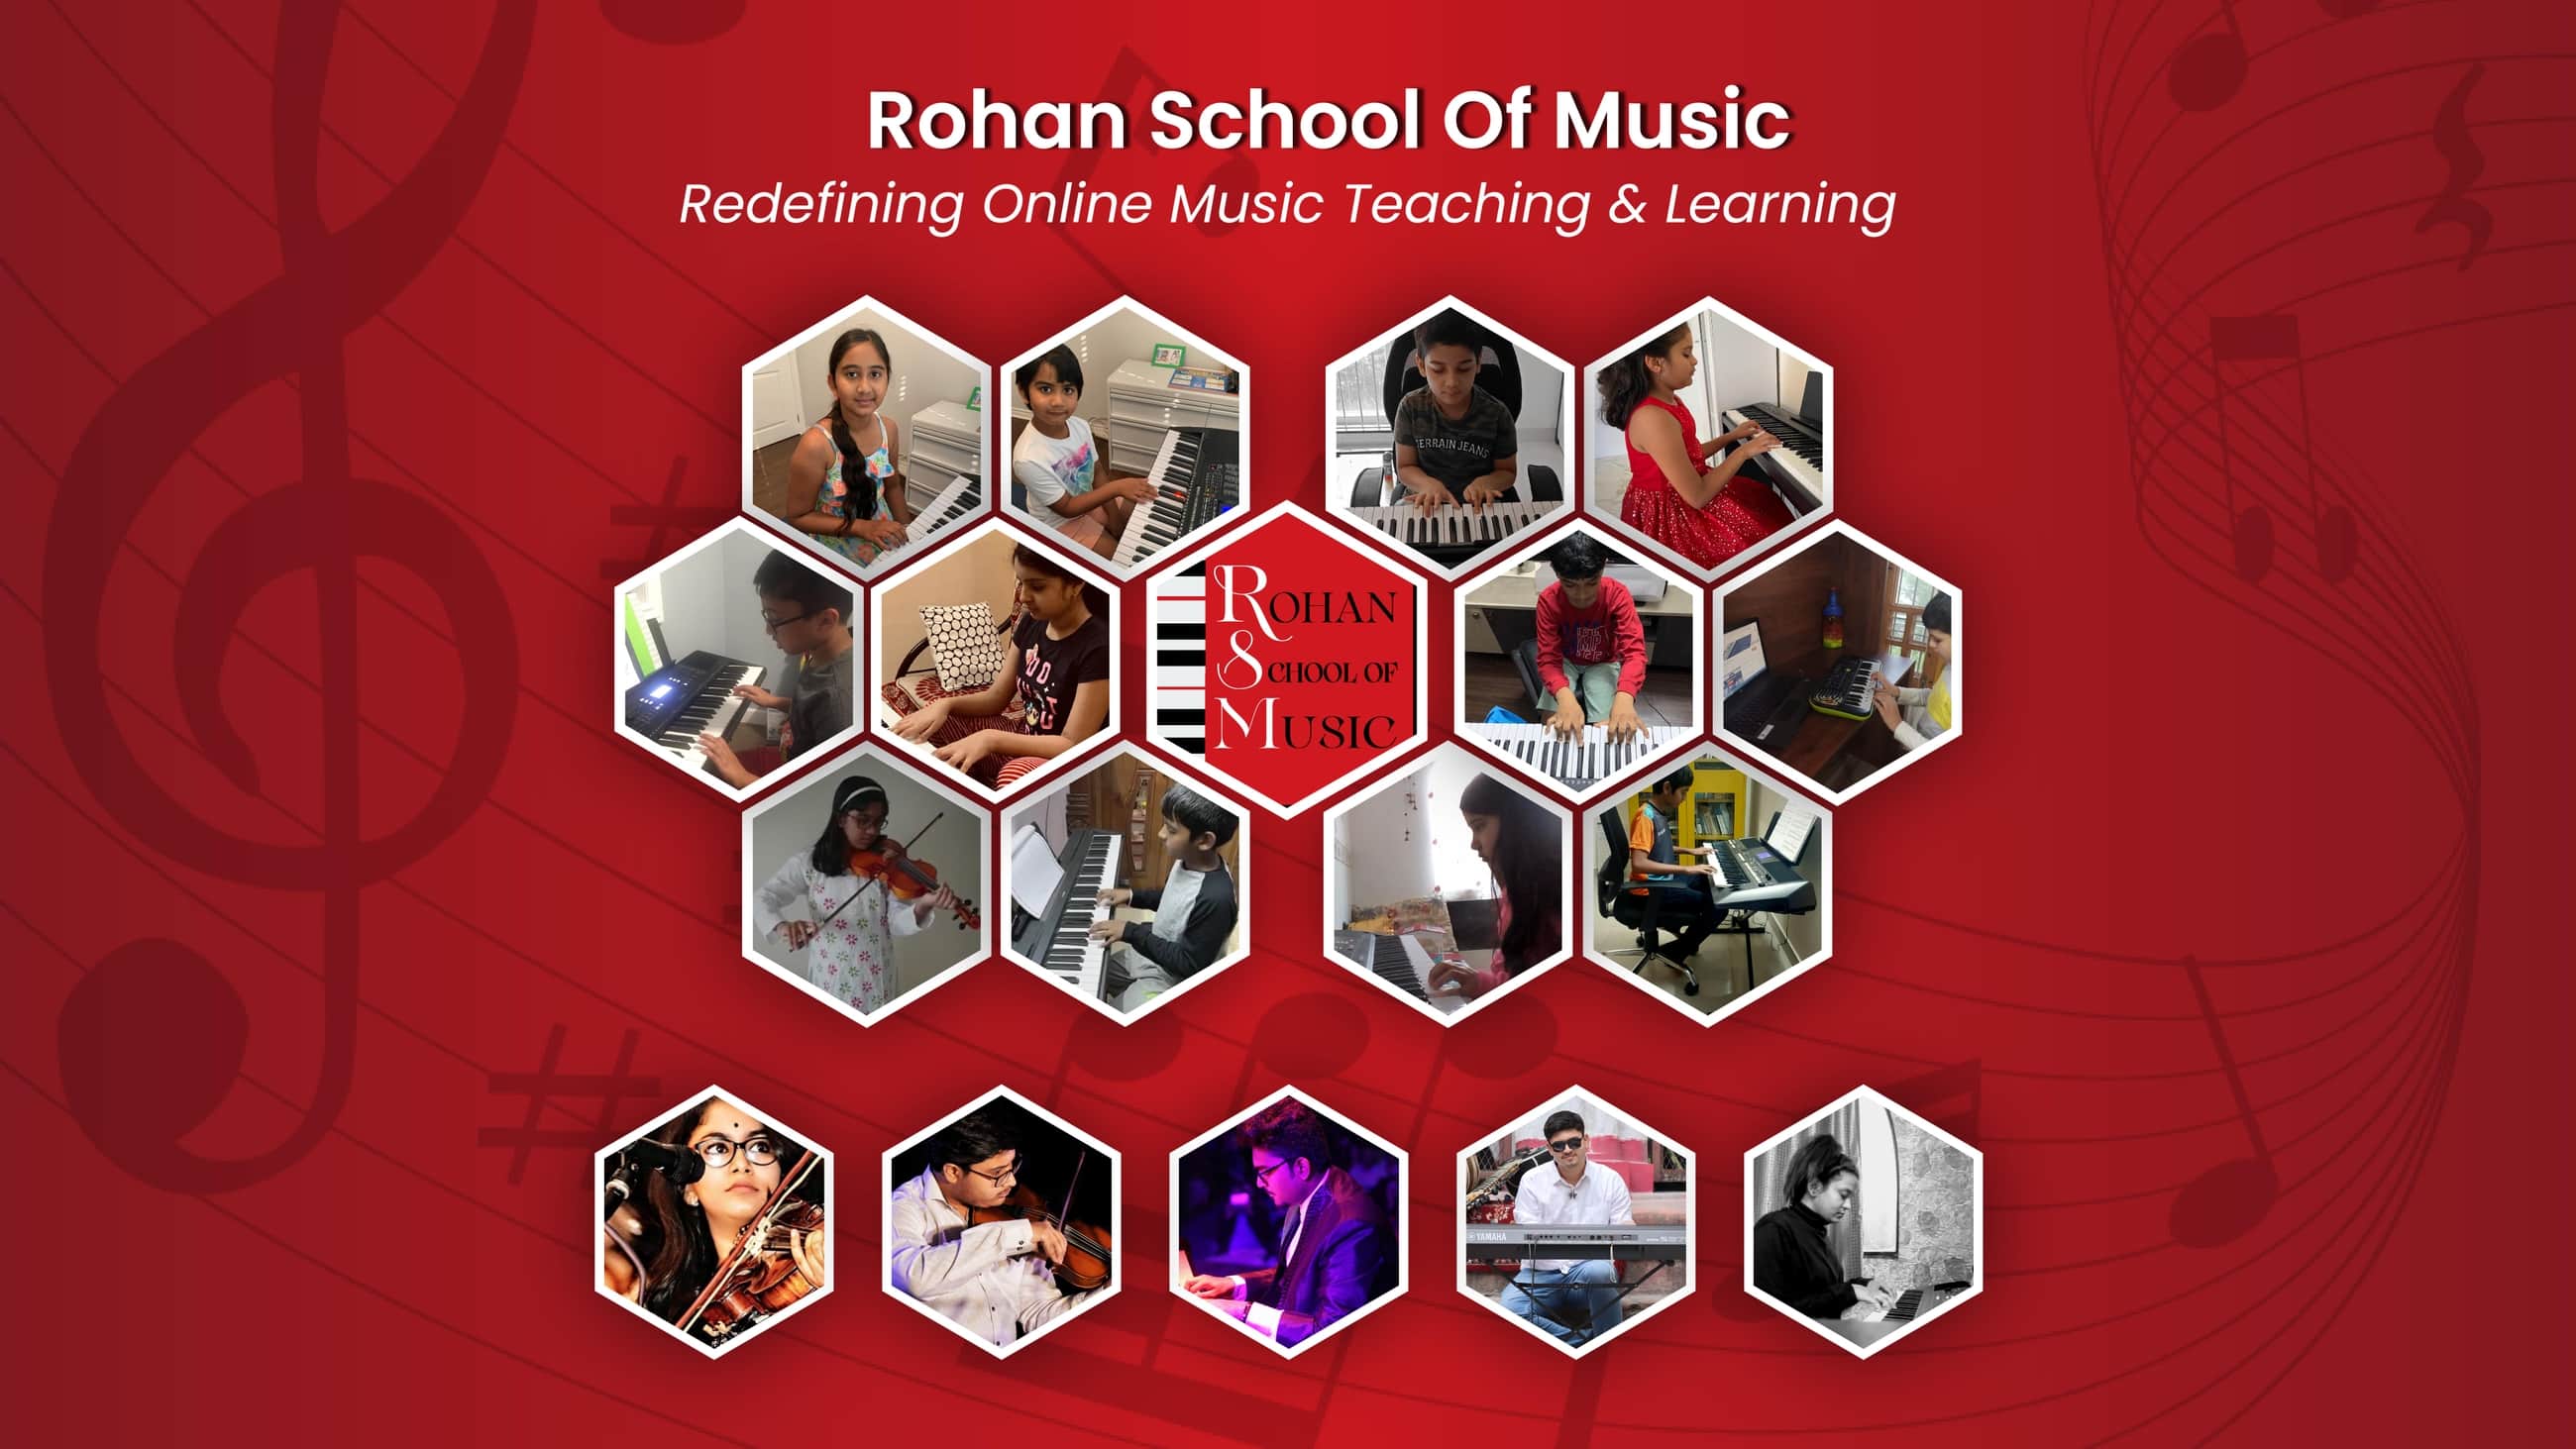 Rohan School Of Music
Redefining Online Music Teaching & Learning
TERRAIN JEANS
ROHAN
SCHOOL OF
MUSIC
YAMAHA